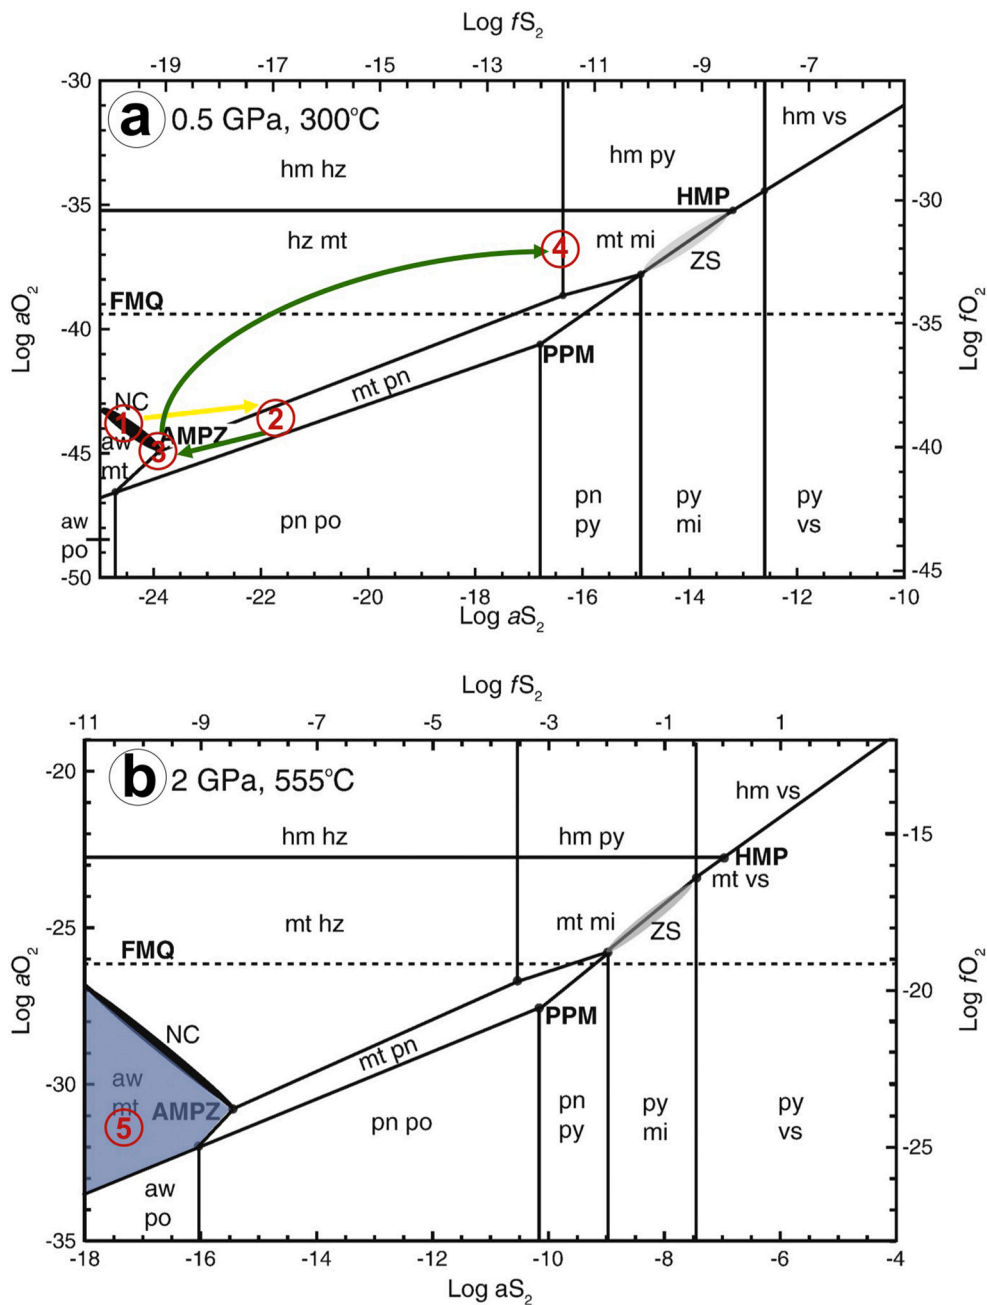 Log fS2
-19 -17 -15 -13 -11 -9 -7
-30
a 0.5 GPa, 300°C
hm vs
hm hz
hm py
-35
HMP
-30
hz mt
4
mt mi
ZS
FMQ
Log aO2
Log fO2
-40
-35
PPM
mt pn
NC
1
2
AMPZ
3
-40
aw
mt
-45
pn po
pn
py
py
mi
py
vs
aw
po
-50
-45
-24 -22 -20 -18 -16 -14 -12 -10
Log aS2
Log fS2
-11 -9 -7 -5 -3 -1 1
-20
b 2 GPa, 555°C
hm vs
hm hz
hm py
-15
HMP
mt vs
mt hz
mt mi
-25
ZS
FMQ
Log aO2
Log fO2
-20
PPM
NC
mt pn
aw
mt
-30
AMPZ
5
pn po
pn
py
py
mi
py
vs
-25
aw
po
-35
-18 -16 -14 -12 -10 -8 -6 -4
Log aS2